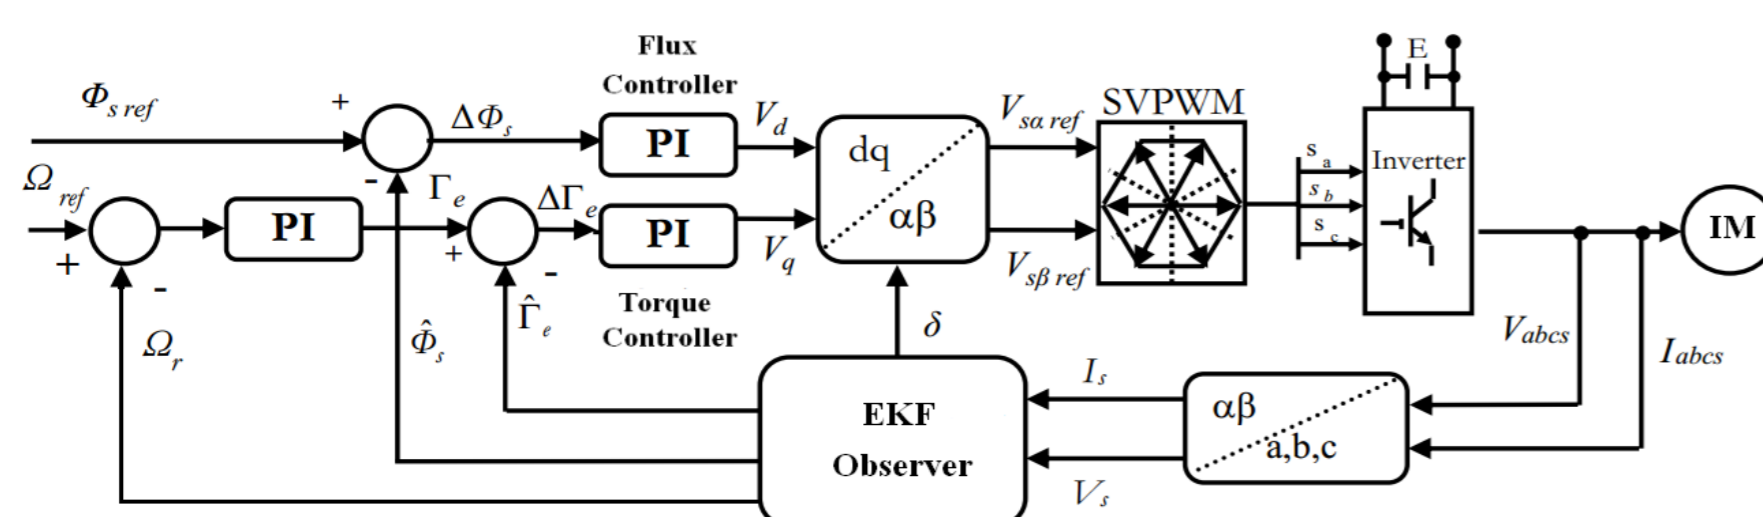 Flux
Controller
Φs ref
+
ΔΦs
PI
Vd
dq
αβ
Vsα ref
SVPWM
E
Inverter
sa
sb
sc
IM
Ωref
+
-
PI
-
Γe
+
ΔΓe
-
PI
Vq
Vsβ ref
Torque
Controller
Ωr
Φ̂s
Γ̂e
δ
EKF
Observer
Is
Vs
αβ
a,b,c
Vabcs
Iabcs